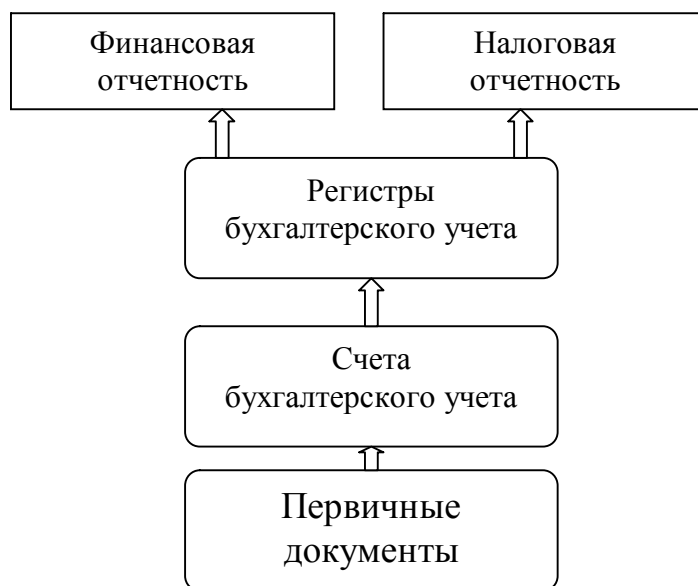 Финансовая
отчетность
Налоговая
отчетность
Регистры
бухгалтерского учета
Счета
бухгалтерского учета
Первичные
документы